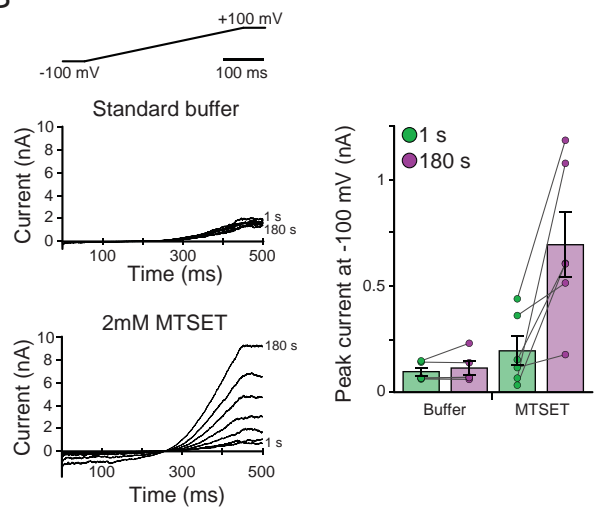 +100 mV
-100 mV
100 ms
Standard buffer
Current (nA)
10
8
6
4
2
0
1 s
180 s
100
300
500
Time (ms)
2mM MTSET
Current (nA)
10
8
6
4
2
0
180 s
1 s
100
300
500
Time (ms)
Peak current at -100 mV (nA)
1 s
180 s
1
0.5
0
Buffer
MTSET